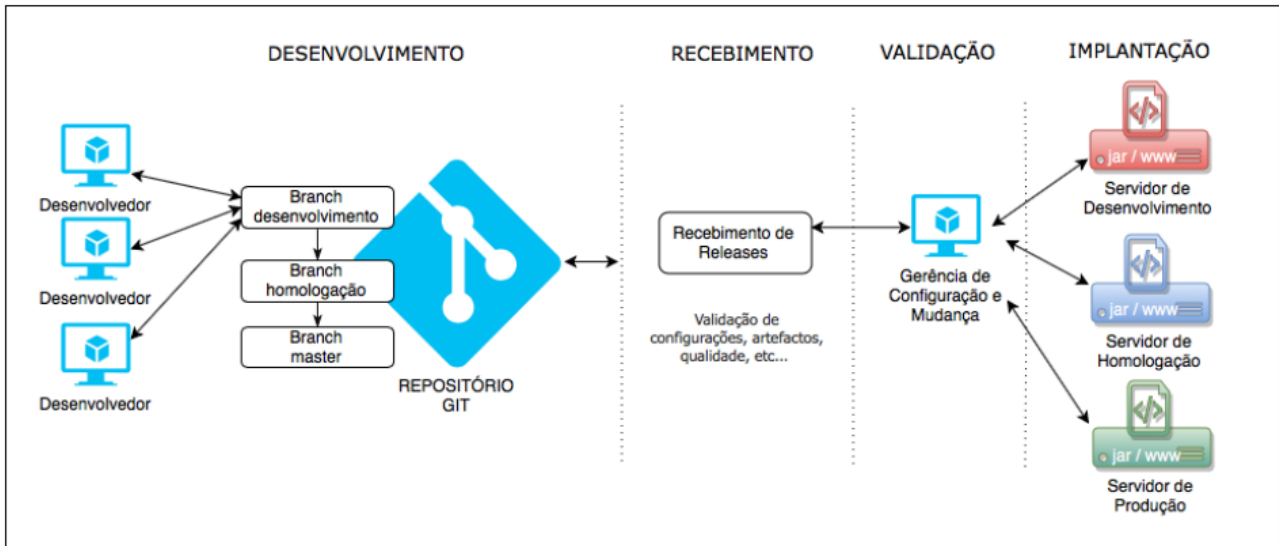 DESENVOLVIMENTO
RECEBIMENTO
VALIDAÇÃO
IMPLANTAÇÃO
Desenvolvedor
Desenvolvedor
Desenvolvedor
Branch
desenvolvimento
Branch
homologação
Branch
master
REPOSITÓRIO
GIT
Recebimento de
Releases
Validação de
configurações, artefactos,
qualidade, etc...
Gerência de
Configuração e
Mudança
</>
jar / www
Servidor de
Desenvolvimento
</>
jar / www
Servidor de
Homologação
</>
jar / www
Servidor de
Produção